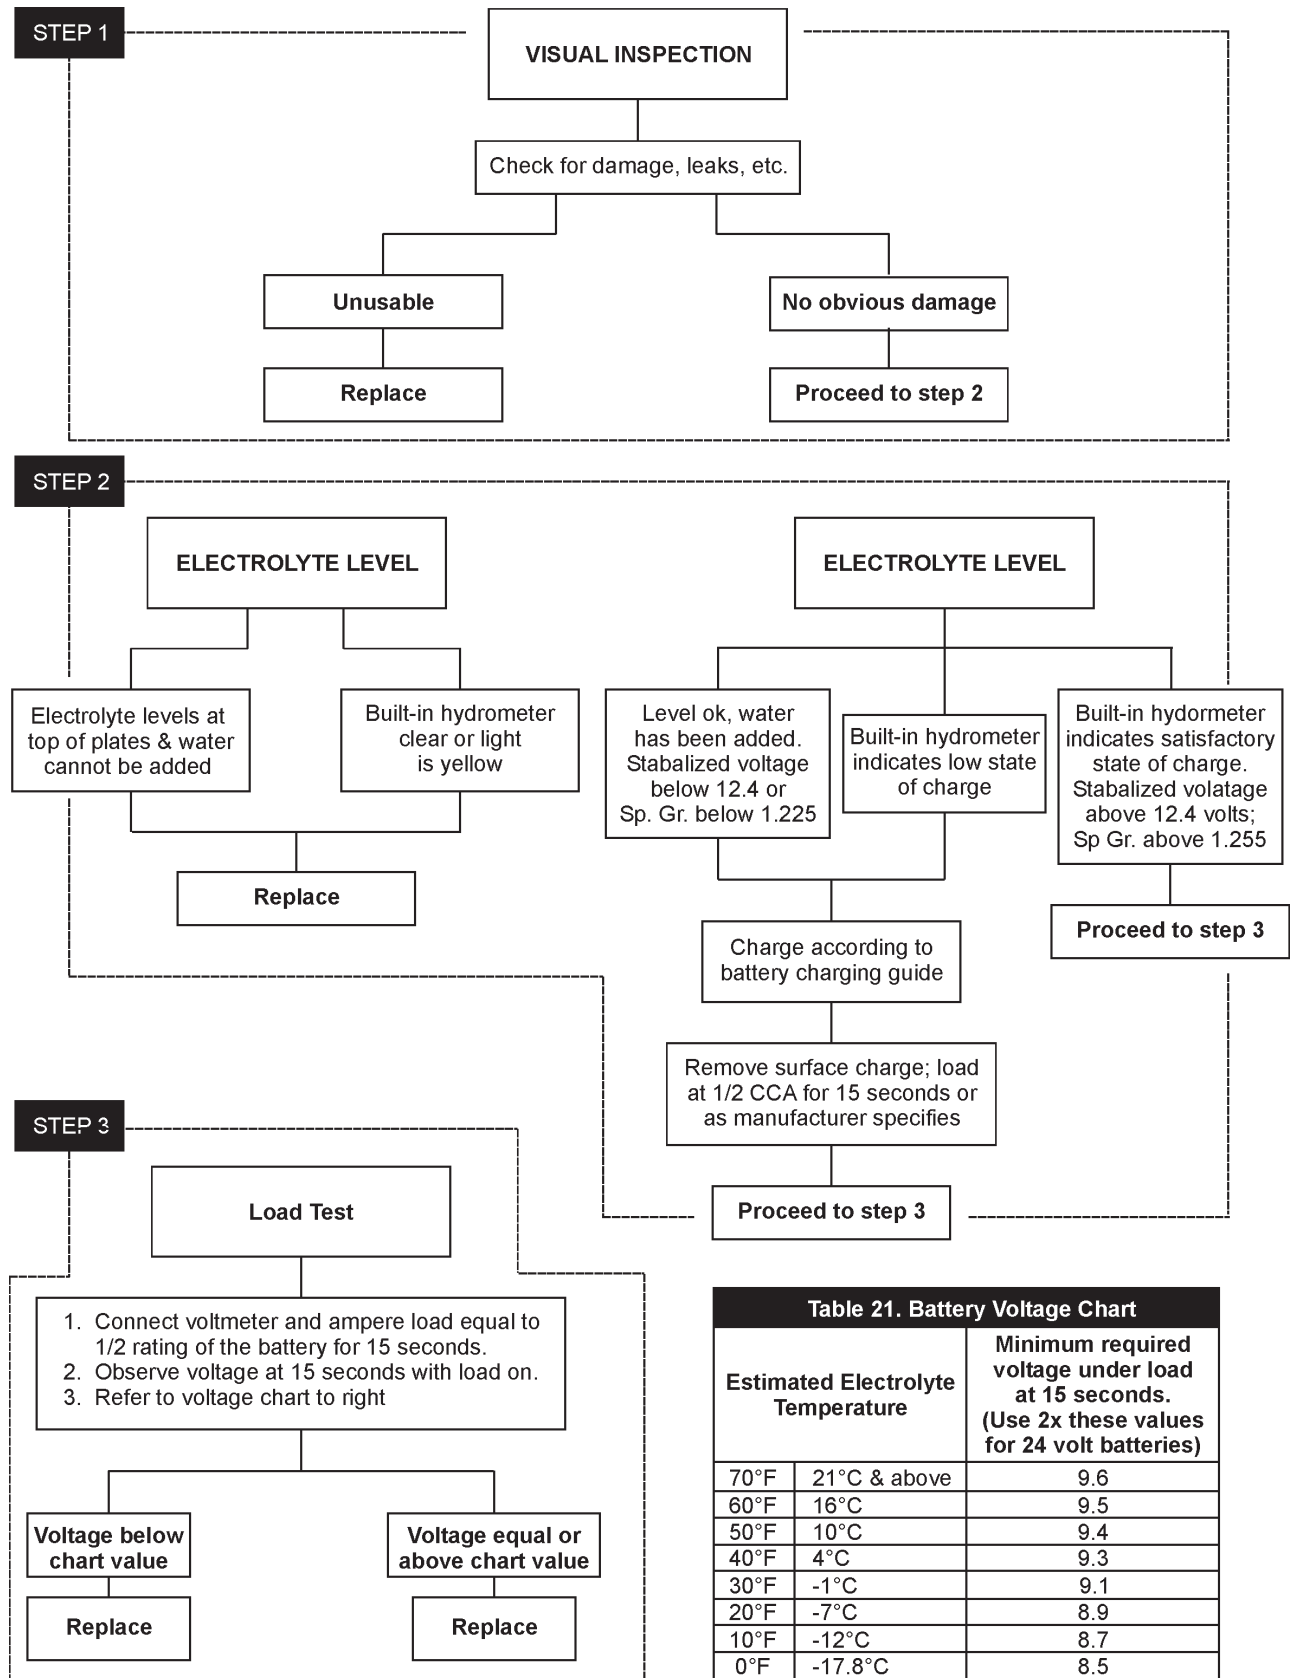 STEP 1
VISUAL INSPECTION
Check for damage, leaks, etc.
Unusable
No obvious damage
Replace
Proceed to step 2
STEP 2
ELECTROLYTE LEVEL
Electrolyte levels at
top of plates & water
cannot be added
Built-in hydrometer
clear or light
is yellow
Replace
ELECTROLYTE LEVEL
Level ok, water
has been added.
Stabalized voltage
below 12.4 or
Sp. Gr. below 1.225
Built-in hydrometer
indicates low state
of charge
Built-in hydormeter
indicates satisfactory
state of charge.
Stabalized volatage
above 12.4 volts;
Sp Gr. above 1.255
Proceed to step 3
Charge according to
battery charging guide
Remove surface charge; load
at 1/2 CCA for 15 seconds or
as manufacturer specifies
Proceed to step 3
STEP 3
Load Test
1. Connect voltmeter and ampere load equal to
1/2 rating of the battery for 15 seconds.
2. Observe voltage at 15 seconds with load on.
3. Refer to voltage chart to right
Voltage below
chart value
Voltage equal or
above chart value
Replace
Replace
Table 21. Battery Voltage Chart
Estimated Electrolyte
Temperature
Minimum required
voltage under load
at 15 seconds.
(Use 2x these values
for 24 volt batteries)
70°F 21°C & above 9.6
60°F 16°C 9.5
50°F 10°C 9.4
40°F 4°C 9.3
30°F -1°C 9.1
20°F -7°C 8.9
10°F -12°C 8.7
0°F -17.8°C 8.5